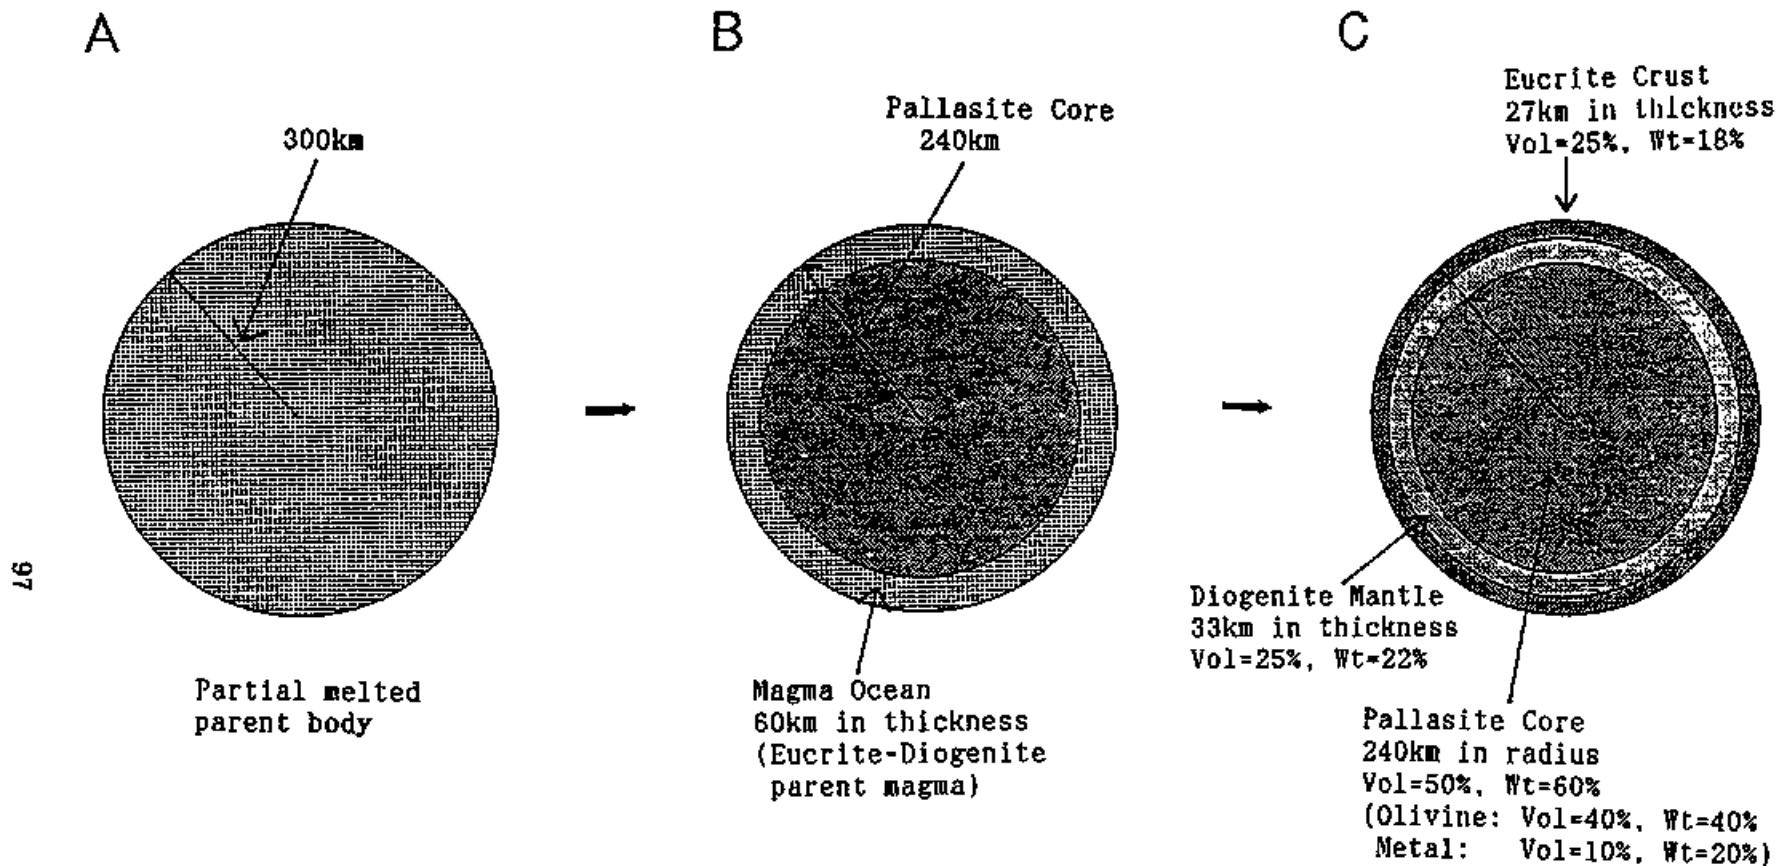 A
300km
Partial melted
parent body
B
Pallasite Core
240km
Magma Ocean
60km in thickness
(Eucrite-Diogenite
parent magma)
C
Eucrite Crust
27km in thickness
Vol=25%, Wt=18%
Diogenite Mantle
33km in thickness
Vol=25%, Wt=22%
Pallasite Core
240km in radius
Vol=50%, Wt=60%
(Olivine: Vol=40%, Wt=40%
Metal: Vol=10%, Wt=20%)
97